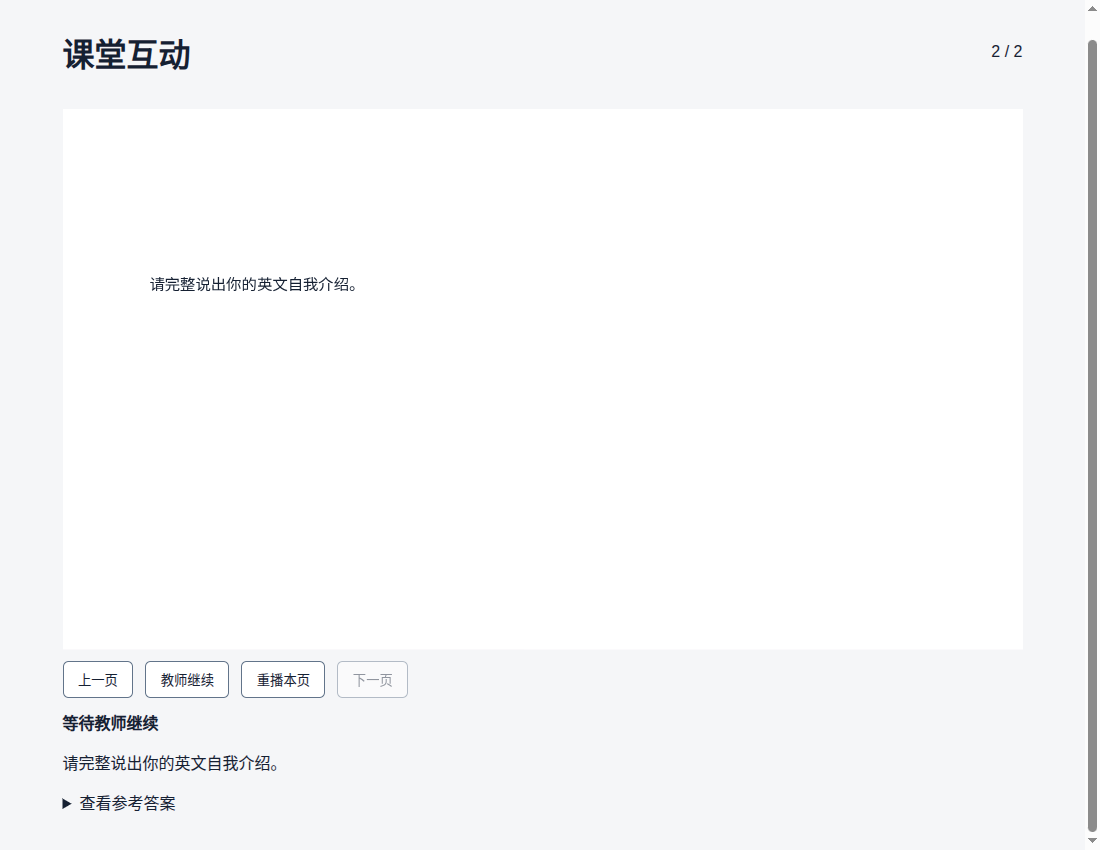 课堂互动
2 / 2
请完整说出你的英文自我介绍。
上一页
教师继续
重播本页
下一页
等待教师继续
请完整说出你的英文自我介绍。
查看参考答案